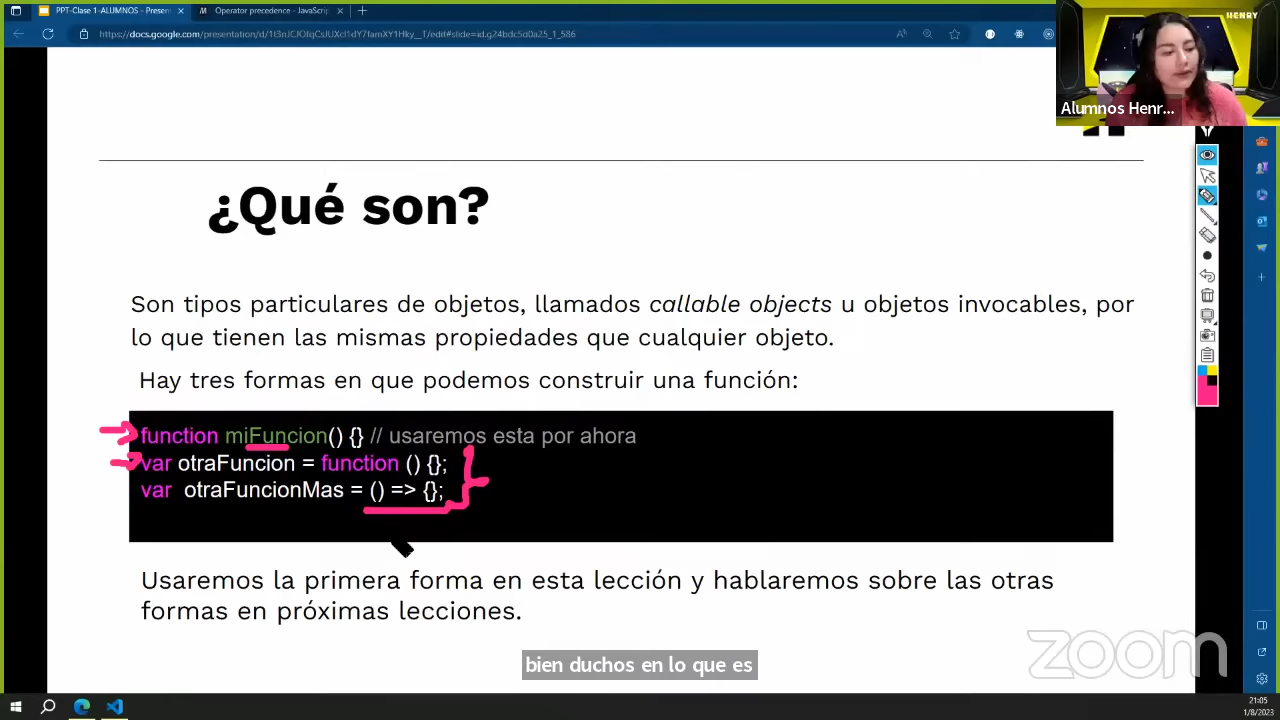 PPT-Clase 1-ALUMNOS - Presen
Operator precedence - JavaScri
HENRY
Alumnos Henr...
¿Qué son?
Son tipos particulares de objetos, llamados callable objects u objetos invocables, por
lo que tienen las mismas propiedades que cualquier objeto.
Hay tres formas en que podemos construir una función:
function miFuncion() {} // usaremos esta por ahora
var otraFuncion = function () {};
var otraFuncionMas = () => {};
Usaremos la primera forma en esta lección y hablaremos sobre las otras
formas en próximas lecciones.
zoom
bien duchos en lo que es
21:05
1/8/2023